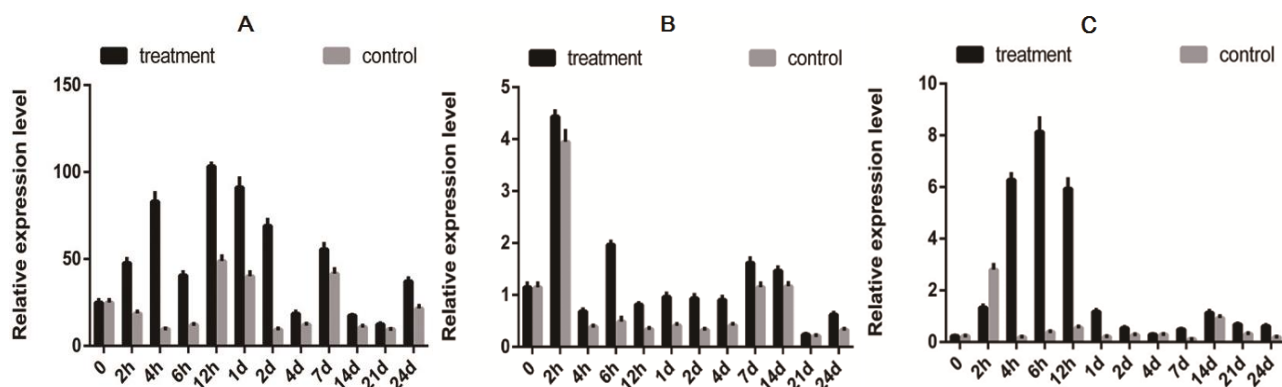 A
treatment control
Relative expression level
150
100
50
0
0 2h 4h 6h 12h 1d 2d 4d 7d 14d 21d 24d
B
treatment control
Relative expression level
5
4
3
2
1
0
0 2h 4h 6h 12h 1d 2d 4d 7d 14d 21d 24d
C
treatment control
Relative expression level
10
8
6
4
2
0
0 2h 4h 6h 12h 1d 2d 4d 7d 14d 21d 24d